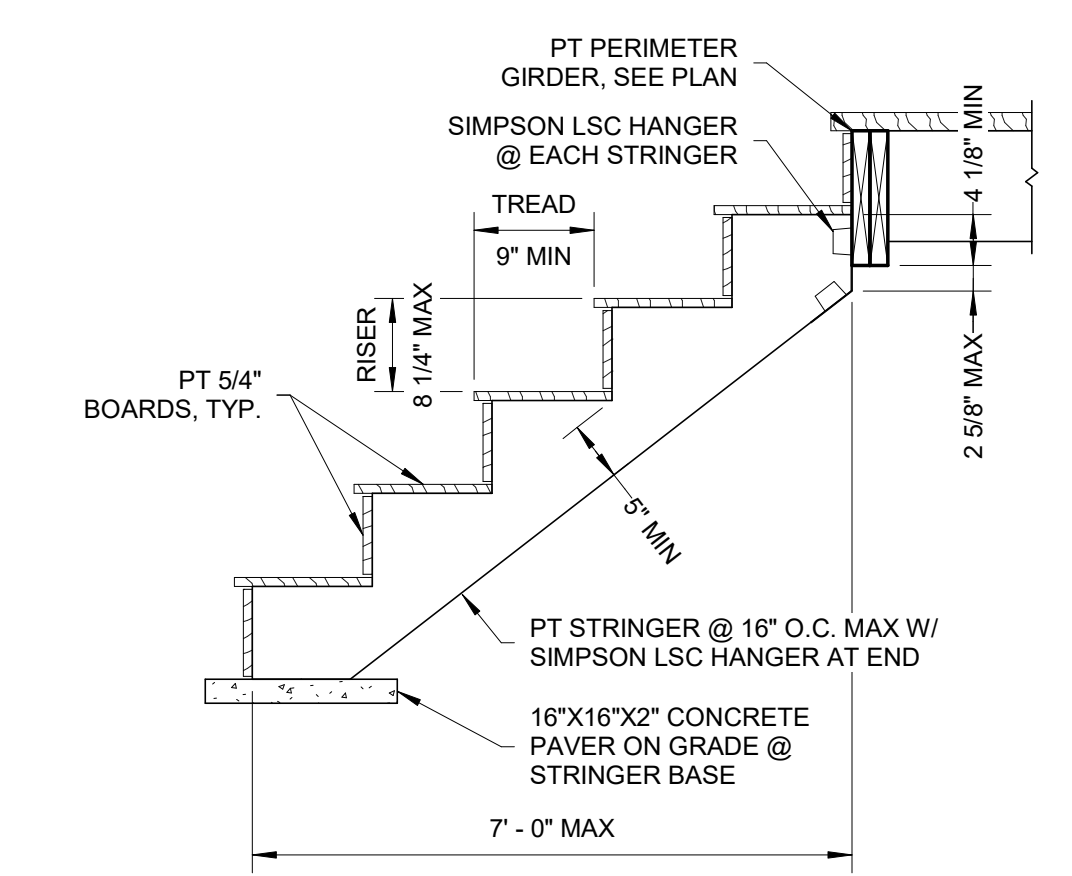 PT PERIMETER
GIRDER, SEE PLAN
SIMPSON LSC HANGER
@ EACH STRINGER
4 1/8" MIN
TREAD
9" MIN
RISER
8 1/4" MAX
2 5/8" MAX
PT 5/4"
BOARDS, TYP.
5" MIN
PT STRINGER @ 16" O.C. MAX W/
SIMPSON LSC HANGER AT END
16"X16"X2" CONCRETE
PAVER ON GRADE @
STRINGER BASE
7' - 0" MAX